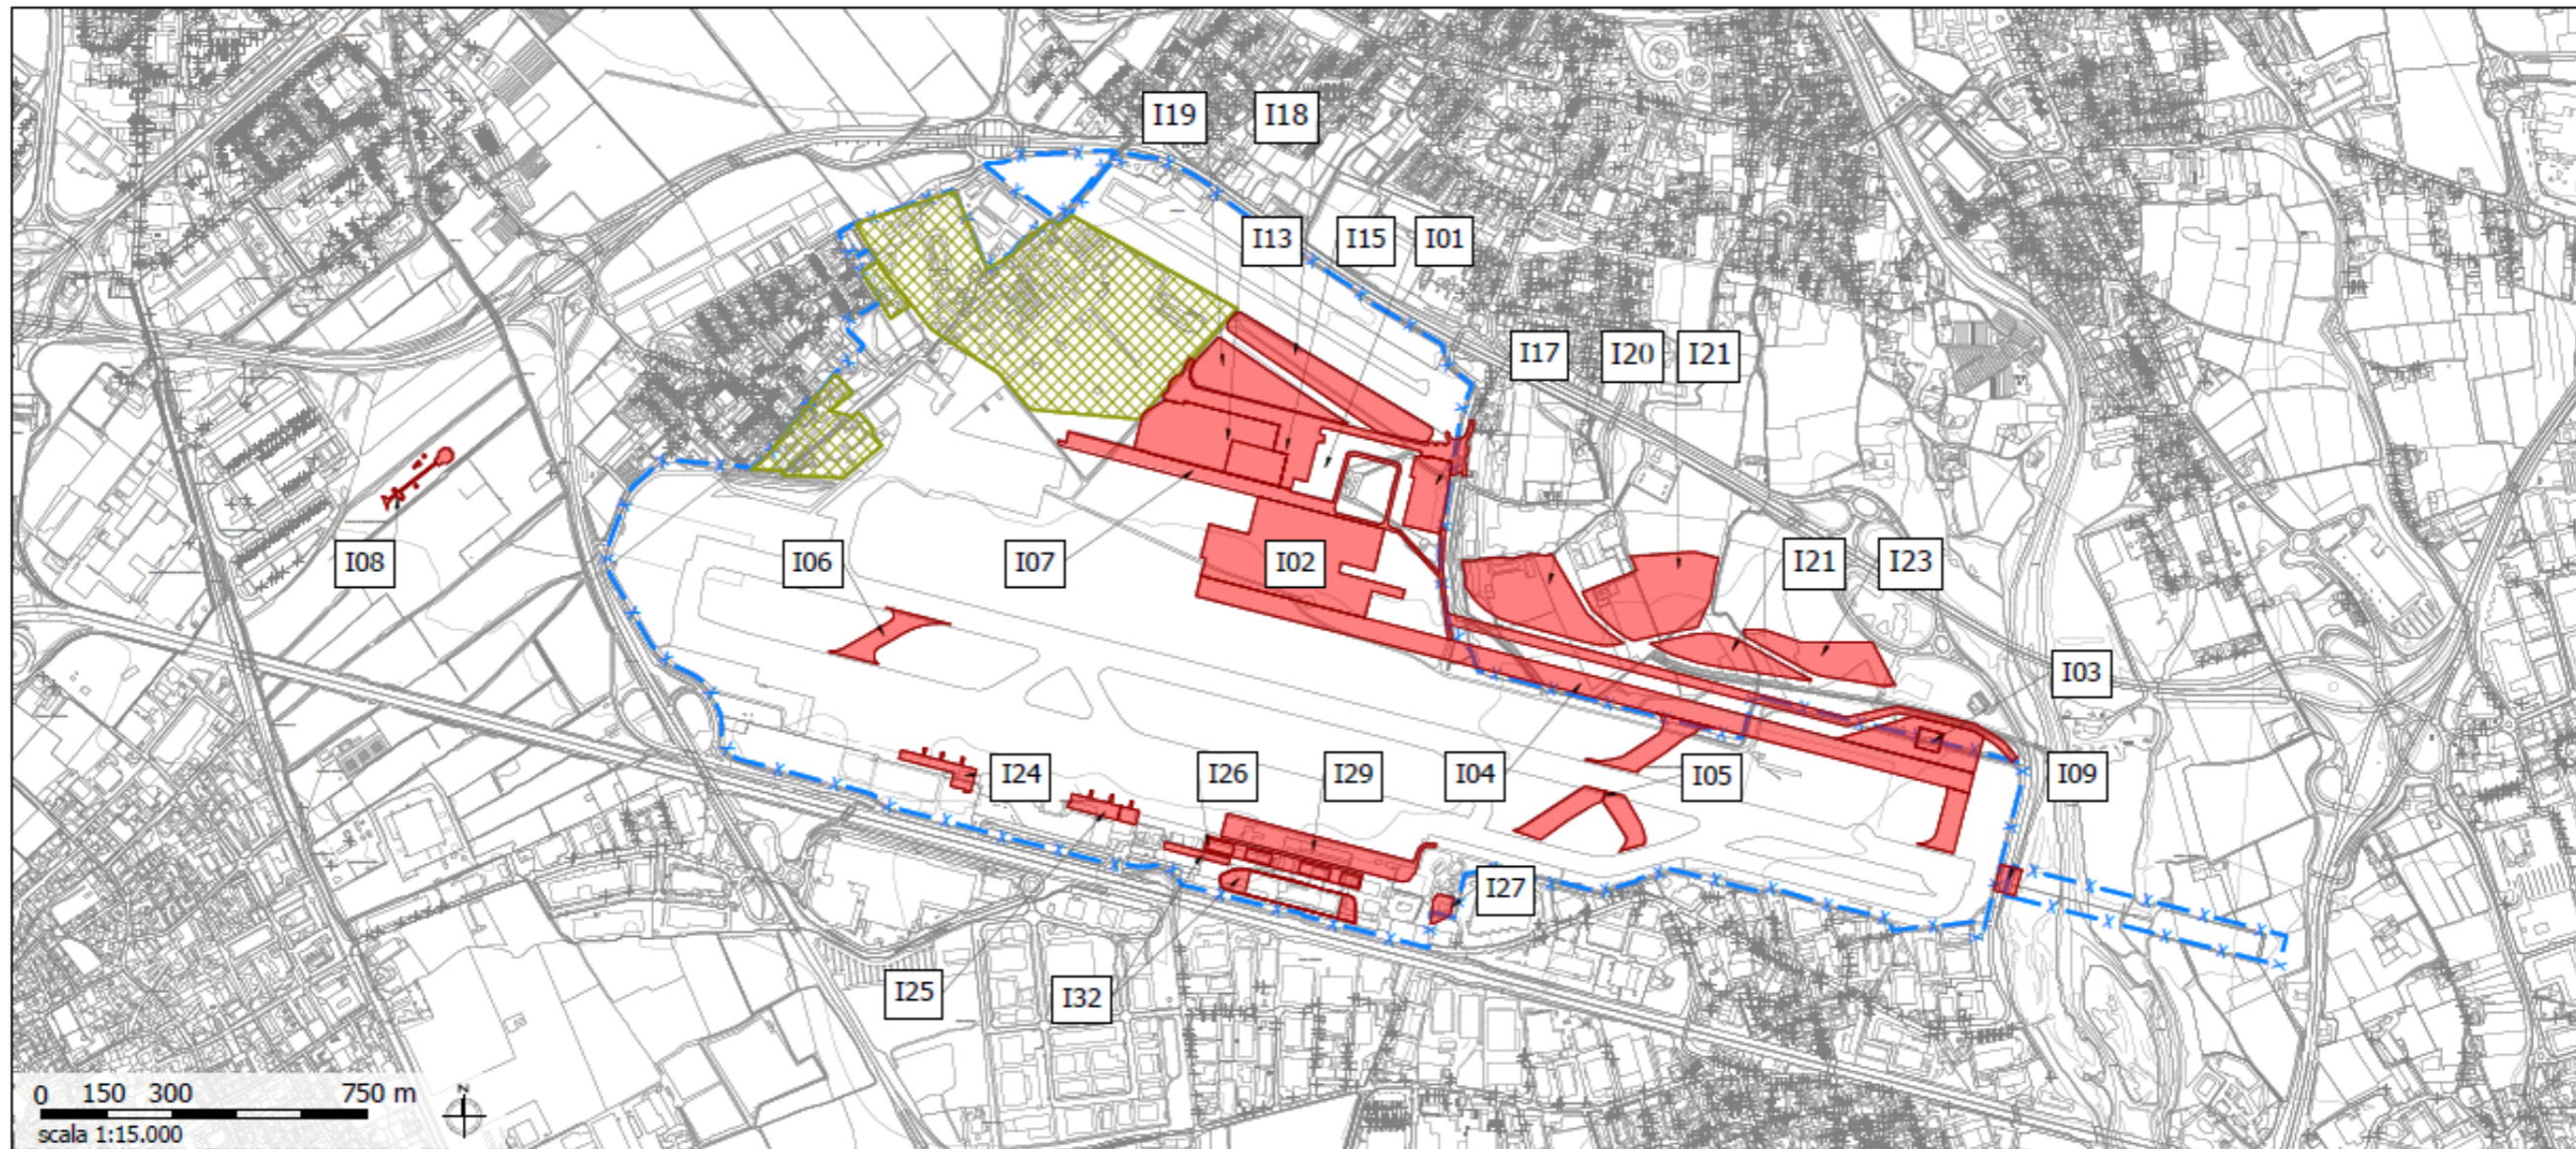 I19 I18
I13 I15 I01
I17 I20 I21
I08 I06 I07 I02 I21 I23
I03
I24 I26 I29 I04 I05 I09
I27
I25 I32
0 150 300 750 m
scala 1:15.000
N